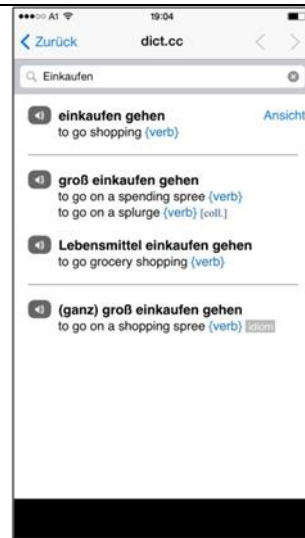 A1 19:04
Zurück dict.cc
Einkaufen
einkaufen gehen Ansicht
to go shopping {verb}
groß einkaufen gehen
to go on a spending spree {verb}
to go on a splurge {verb} [coll.]
Lebensmittel einkaufen gehen
to go grocery shopping {verb}
(ganz) groß einkaufen gehen
to go on a shopping spree {verb} idiom